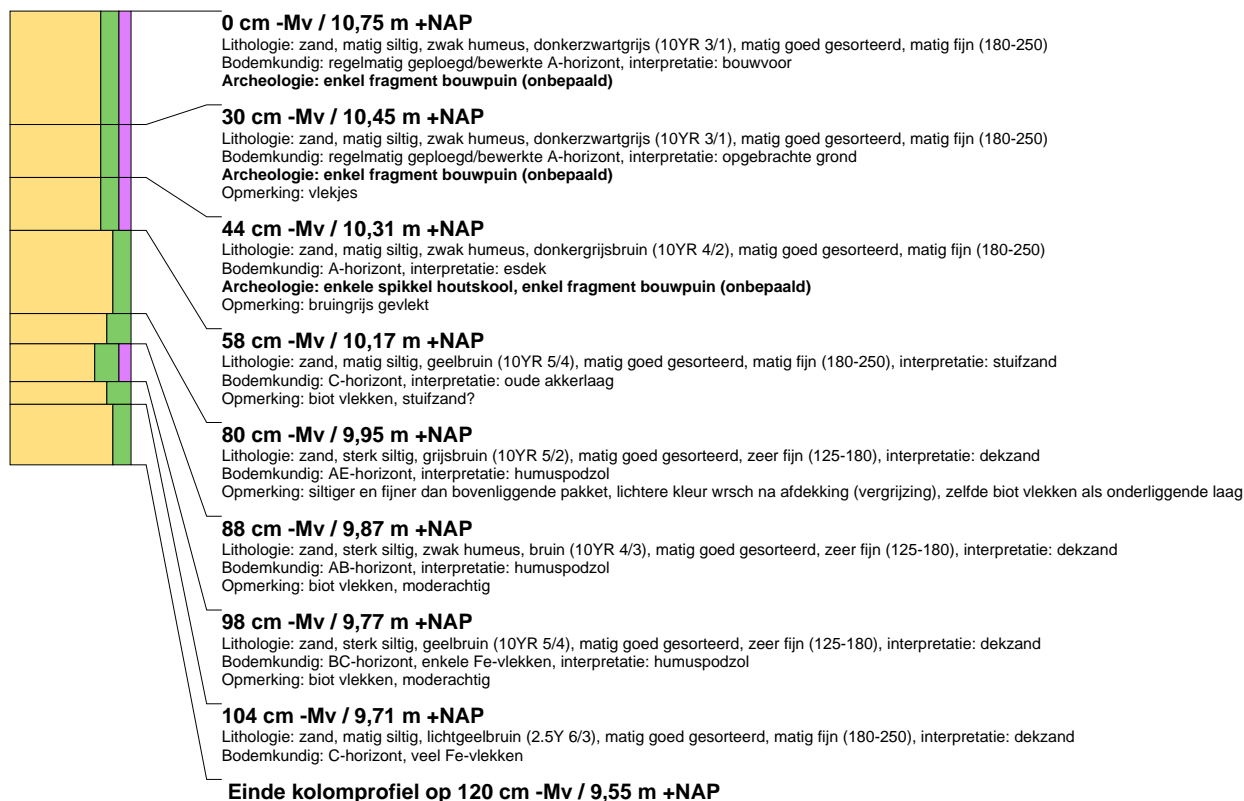 0 cm -Mv / 10,75 m +NAP
Lithologie: zand, matig siltig, zwak humeus, donkerzwartgrijs (10YR 3/1), matig goed gesorteerd, matig fijn (180-250)
Bodemkundig: regelmatig geploegd/bewerkte A-horizont, interpretatie: bouwvoor
Archeologie: enkel fragment bouwpuin (onbepaald)
30 cm -Mv / 10,45 m +NAP
Lithologie: zand, matig siltig, zwak humeus, donkerzwartgrijs (10YR 3/1), matig goed gesorteerd, matig fijn (180-250)
Bodemkundig: regelmatig geploegd/bewerkte A-horizont, interpretatie: opgebrachte grond
Archeologie: enkel fragment bouwpuin (onbepaald)
Opmerking: vlekjes
44 cm -Mv / 10,31 m +NAP
Lithologie: zand, matig siltig, zwak humeus, donkergrijsbruin (10YR 4/2), matig goed gesorteerd, matig fijn (180-250)
Bodemkundig: A-horizont, interpretatie: esdek
Archeologie: enkele spikkel houtskool, enkel fragment bouwpuin (onbepaald)
Opmerking: bruingrijs gevlekt
58 cm -Mv / 10,17 m +NAP
Lithologie: zand, matig siltig, geelbruin (10YR 5/4), matig goed gesorteerd, matig fijn (180-250), interpretatie: stuifzand
Bodemkundig: C-horizont, interpretatie: oude akkerlaag
Opmerking: biot vlekken, stuifzand?
80 cm -Mv / 9,95 m +NAP
Lithologie: zand, sterk siltig, grijsbruin (10YR 5/2), matig goed gesorteerd, zeer fijn (125-180), interpretatie: dekzand
Bodemkundig: AE-horizont, interpretatie: humuspodzol
Opmerking: siltiger en fijner dan bovenliggende pakket, lichtere kleur wrsch na afdekking (vergrijzing), zelfde biot vlekken als onderliggende laag
88 cm -Mv / 9,87 m +NAP
Lithologie: zand, sterk siltig, zwak humeus, bruin (10YR 4/3), matig goed gesorteerd, zeer fijn (125-180), interpretatie: dekzand
Bodemkundig: AB-horizont, interpretatie: humuspodzol
Opmerking: biot vlekken, moderachtig
98 cm -Mv / 9,77 m +NAP
Lithologie: zand, sterk siltig, geelbruin (10YR 5/4), matig goed gesorteerd, zeer fijn (125-180), interpretatie: dekzand
Bodemkundig: BC-horizont, enkele Fe-vlekken, interpretatie: humuspodzol
Opmerking: biot vlekken, moderachtig
104 cm -Mv / 9,71 m +NAP
Lithologie: zand, matig siltig, lichtgeelbruin (2.5Y 6/3), matig goed gesorteerd, matig fijn (180-250), interpretatie: dekzand
Bodemkundig: C-horizont, veel Fe-vlekken
Einde kolomprofiel op 120 cm -Mv / 9,55 m +NAP